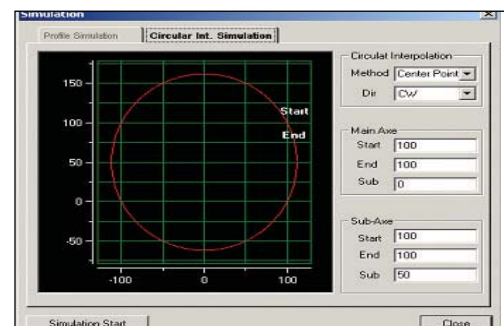 Simulation
Profile Simulation
Circular Int. Simulation
150
100
50
0
-50
-100
0
100
Start
End
Circulat Interpolation
Method Center Point
Dir CW
Main Axe
Start 100
End 100
Sub 0
Sub-Axe
Start 100
End 100
Sub 50
Simulation Start
Close